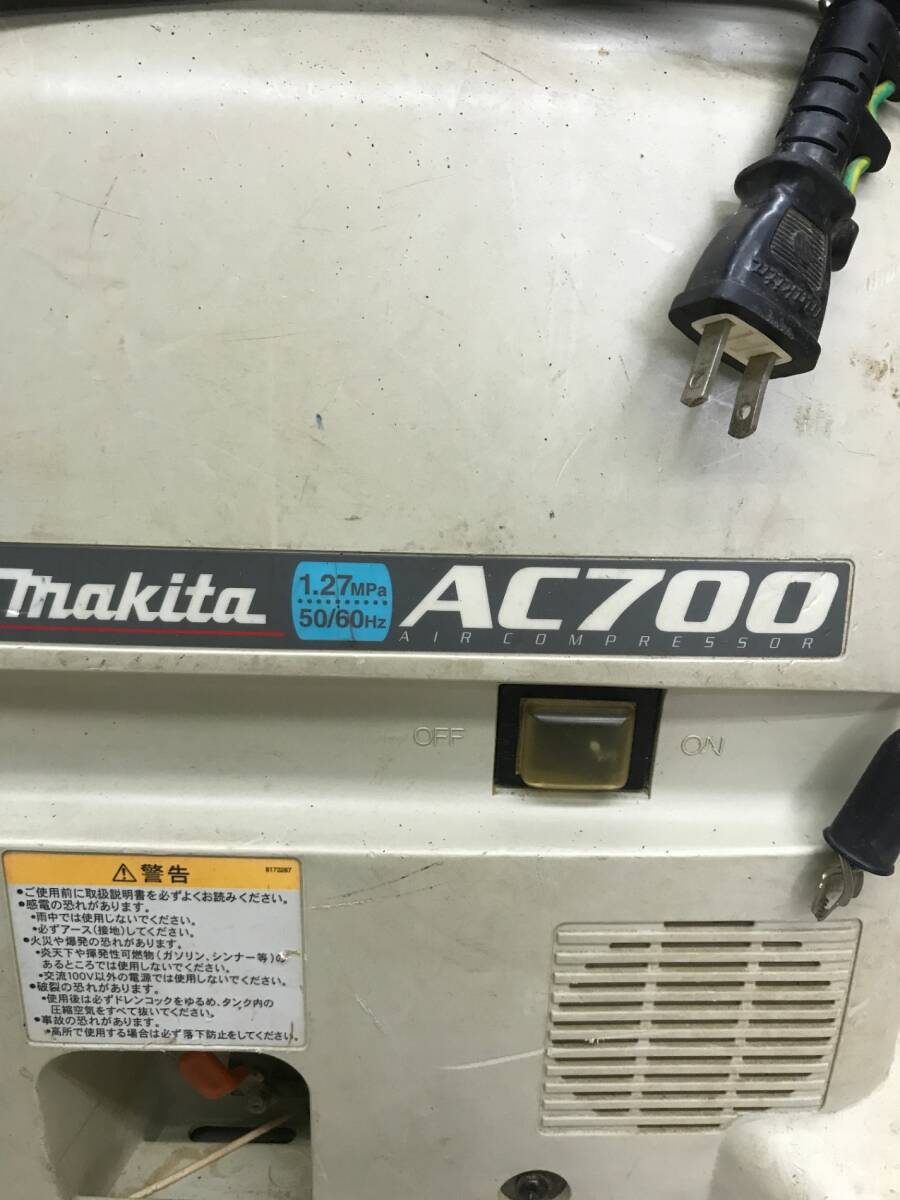 makita
makita
1.27MPa
50/60Hz
AC700
AIR COMPRESSOR
OFF
ON
⚠警告
8173287
●ご使用前に取扱説明書を必ずよくお読みください。
●感電の恐れがあります。
•雨中では使用しないでください。
•必ずアース(接地)してください。
●火災や爆発の恐れがあります。
•炎天下や揮発性可燃物(ガソリン、シンナー等)の
あるところでは使用しないでください。
•交流100V以外の電源では使用しないでください。
●破裂の恐れがあります。
•使用後は必ずドレンコックをゆるめ、タンク内の
圧縮空気をすべて抜いてください。
●事故の恐れがあります。
•高所で使用する場合は必ず落下防止をしてください。